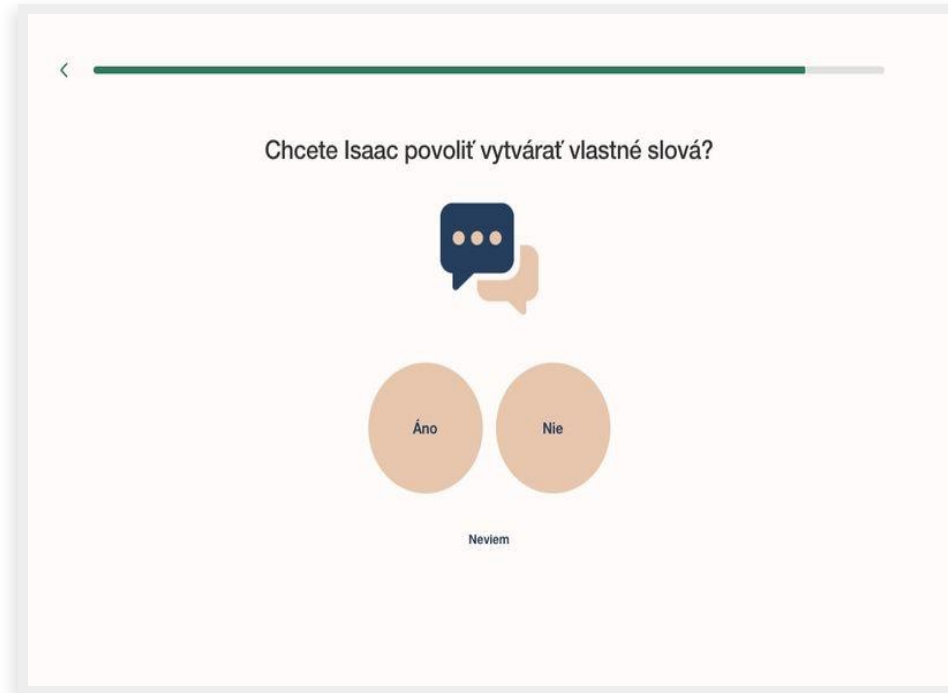 Chcete Isaac povoliť vytvárať vlastné slová?
Áno
Nie
Neviem